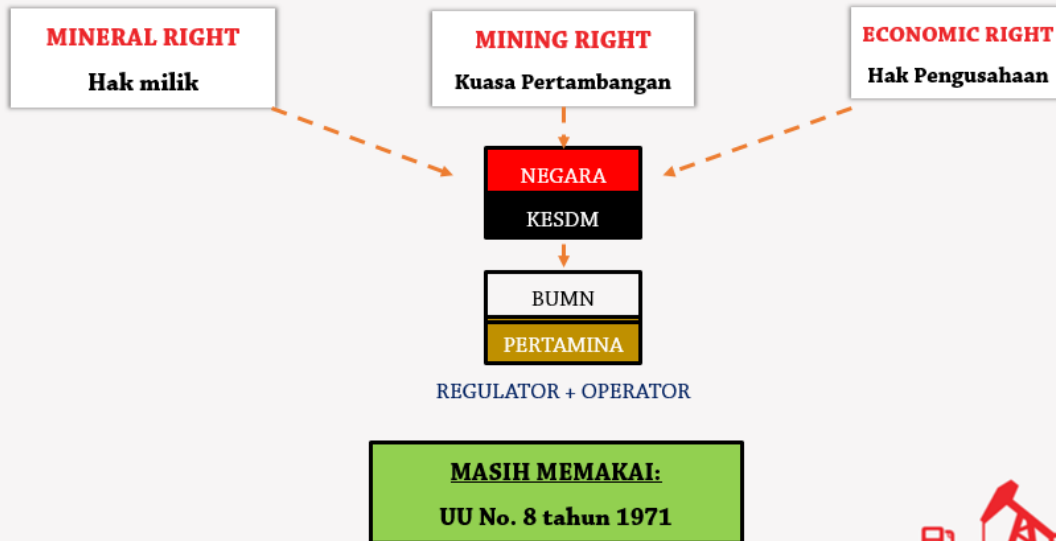 MINERAL RIGHT
Hak milik
MINING RIGHT
Kuasa Pertambangan
ECONOMIC RIGHT
Hak Pengusahaan
NEGARA
KESDM
BUMN
PERTAMINA
REGULATOR + OPERATOR
MASIH MEMAKAI:
UU No. 8 tahun 1971